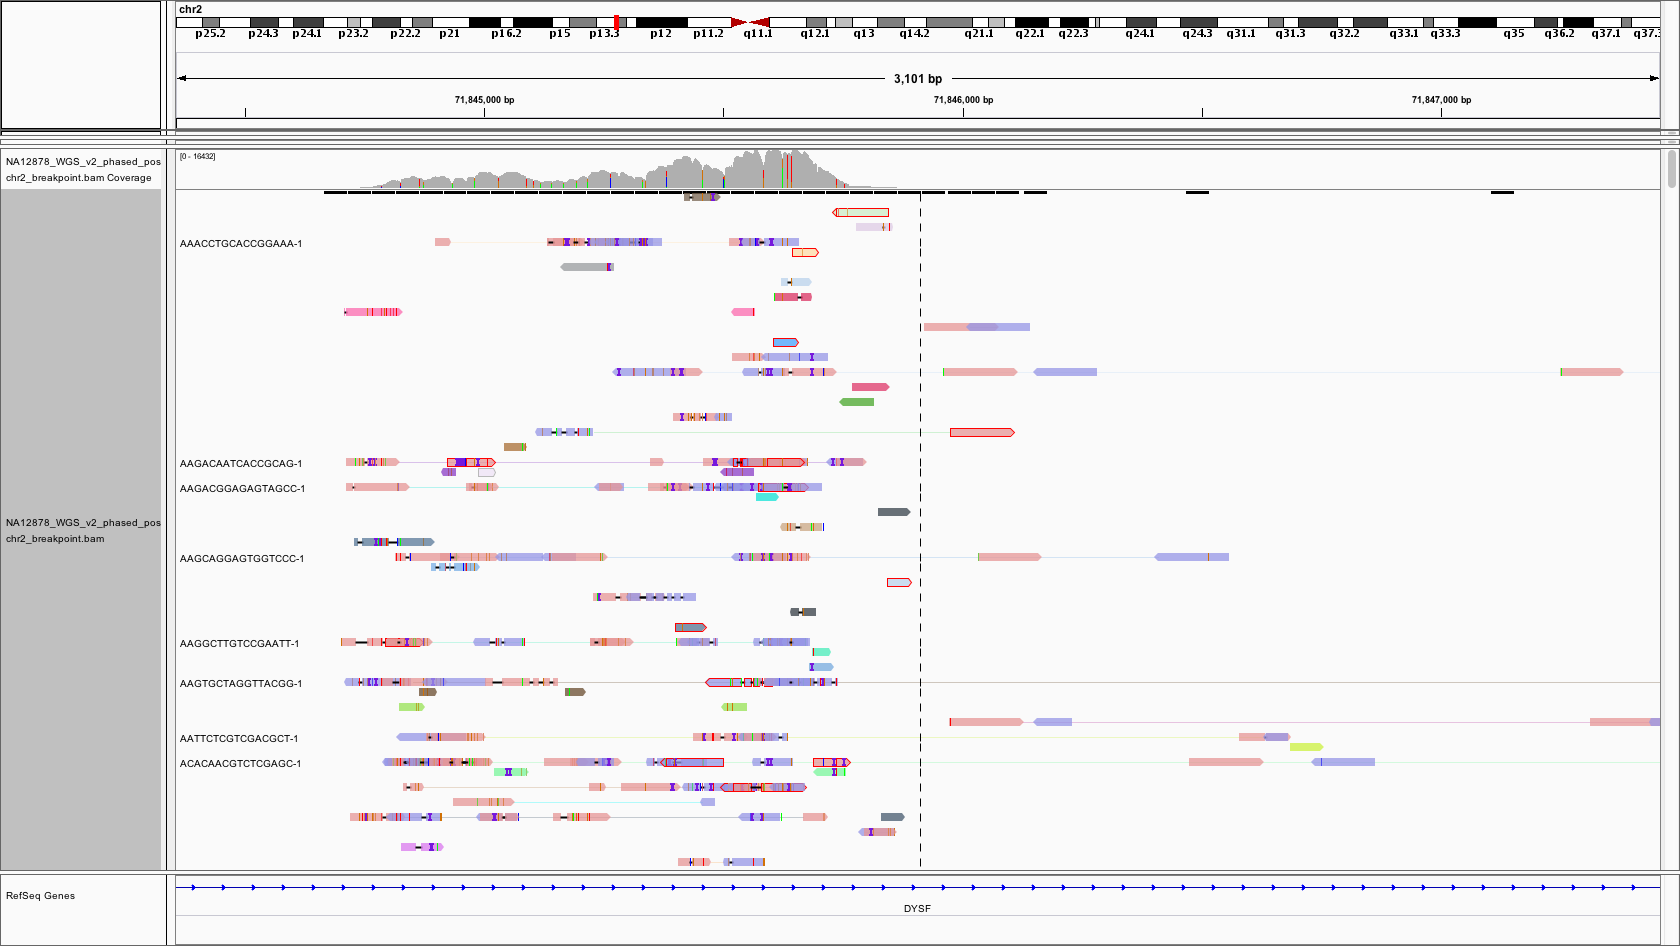 chr2
p25.2 p24.3 p24.1 p23.2 p22.2 p21 p16.2 p15 p13.3 p12 p11.2 q11.1 q12.1 q13 q14.2 q21.1 q22.1 q22.3 q24.1 q24.3 q31.1 q31.3 q32.2 q33.1 q33.3 q35 q36.2 q37.1 q37.3
3,101 bp
71,845,000 bp 71,846,000 bp 71,847,000 bp
NA12878_WGS_v2_phased_pos
chr2_breakpoint.bam Coverage
[0 - 16432]
AAACCTGCACCGGAAA-1
AAGACAATCACCGCAG-1
AAGACGGAGAGTAGCC-1
NA12878_WGS_v2_phased_pos
chr2_breakpoint.bam
AAGCAGGAGTGGTCCC-1
AAGGCTTGTCCGAATT-1
AAGTGCTAGGTTACGG-1
AATTCTCGTCGACGCT-1
ACACAACGTCTCGAGC-1
RefSeq Genes
DYSF